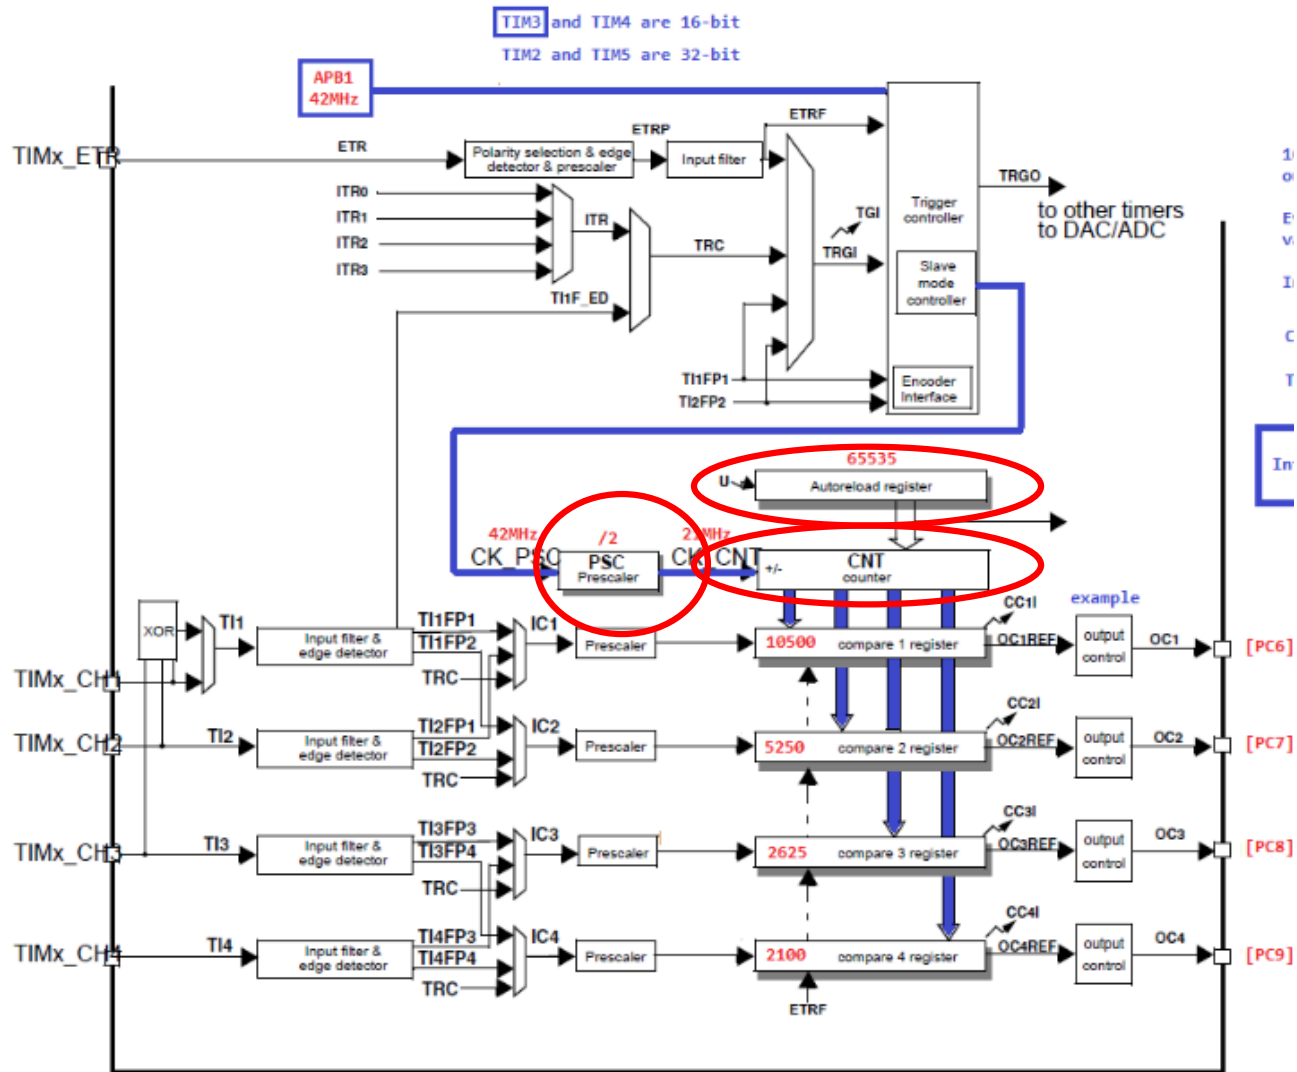 TIM3 and TIM4 are 16-bit
TIM2 and TIM5 are 32-bit
APB1
42MHz
TIMx_ETR
ETR
Polarity selection & edge
detector & prescaler
ETRP
Input filter
ETRF
ITR0
ITR1
ITR2
ITR3
ITR
TRC
TI1F_ED
TGI
TRGI
Trigger
controller
TRGO
to other timers
to DAC/ADC
Slave
mode
controller
TI1FP1
TI2FP2
Encoder
Interface
65535
U
Autoreload register
42MHz
CK_PSC
/2
PSC
Prescaler
21MHz
CK_CNT
+/-
CNT
counter
XOR
TI1
Input filter &
edge detector
TI1FP1
TI1FP2
TRC
IC1
Prescaler
10500
compare 1 register
CC1I
OC1REF
example
output
control
OC1
[PC6]
TIMx_CH1
TIMx_CH2
TI2
Input filter &
edge detector
TI2FP1
TI2FP2
TRC
IC2
Prescaler
5250
compare 2 register
CC2I
OC2REF
output
control
OC2
[PC7]
TIMx_CH3
TI3
Input filter &
edge detector
TI3FP3
TI3FP4
TRC
IC3
Prescaler
2625
compare 3 register
CC3I
OC3REF
output
control
OC3
[PC8]
TIMx_CH4
TI4
Input filter &
edge detector
TI4FP3
TI4FP4
TRC
IC4
Prescaler
2100
compare 4 register
CC4I
OC4REF
output
control
OC4
[PC9]
ETRF